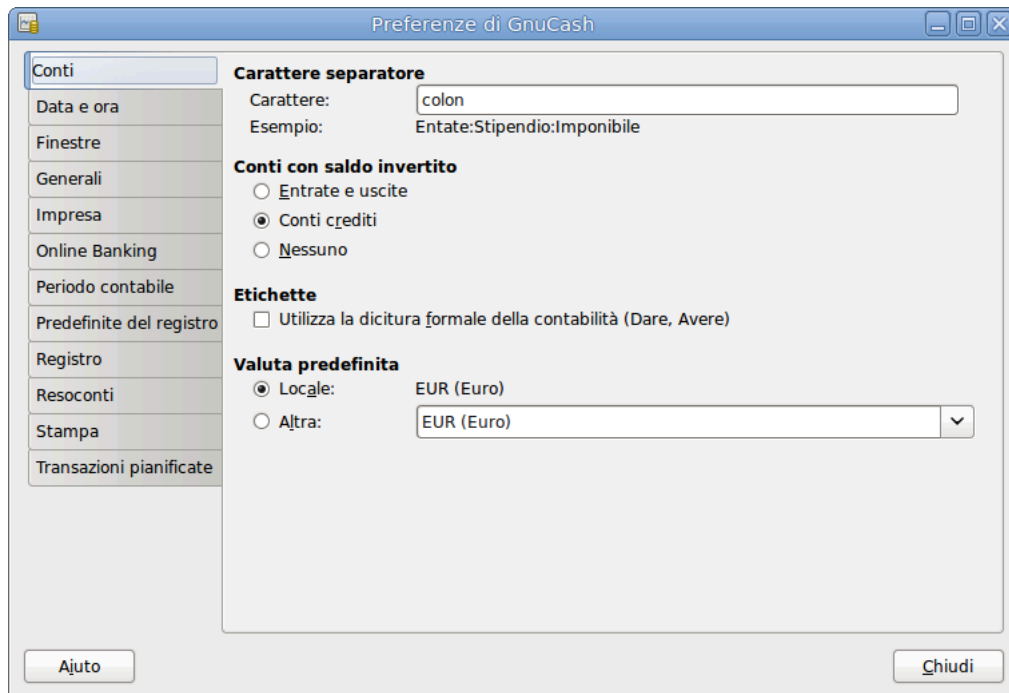 Preferenze di GnuCash
Conti
Data e ora
Finestre
Generali
Impresa
Online Banking
Periodo contabile
Predefinite del registro
Registro
Resoconti
Stampa
Transazioni pianificate
Carattere separatore
Carattere: colon
Esempio: Entate:Stipendio:Imponibile
Conti con saldo invertito
Entrate e uscite
Conti crediti
Nessuno
Etichette
Utilizza la dicitura formale della contabilità (Dare, Avere)
Valuta predefinita
Locale: EUR (Euro)
Altra: EUR (Euro)
Aiuto
Chiudi